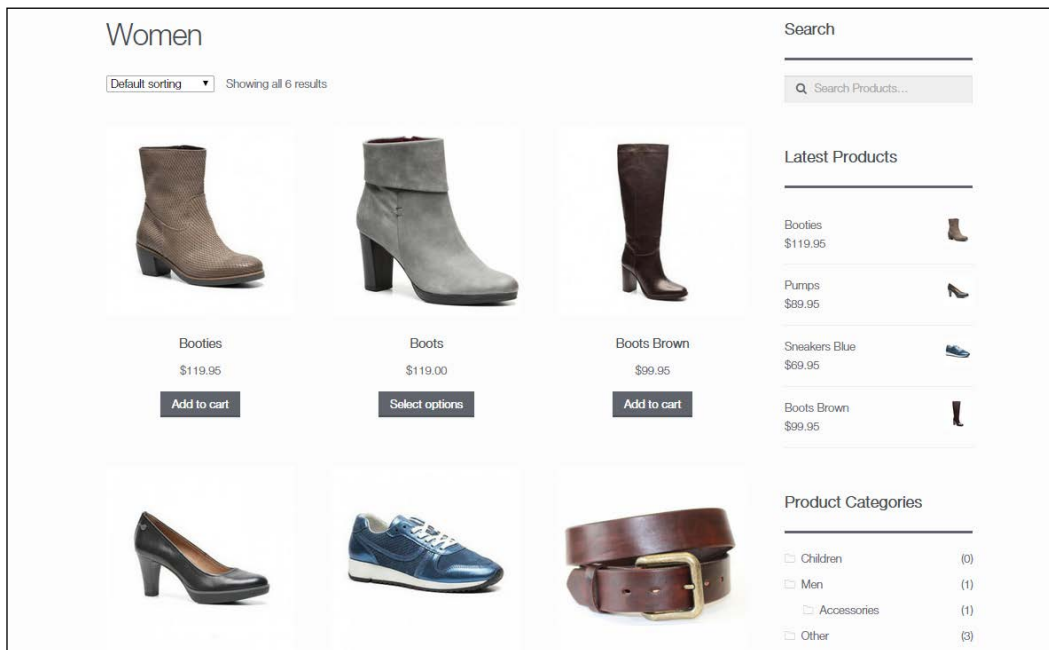 Women
Default sorting
Showing all 6 results
Booties
$119.95
Add to cart
Boots
$119.00
Select options
Boots Brown
$99.95
Add to cart
Search
Search Products...
Latest Products
Booties
$119.95
Pumps
$89.95
Sneakers Blue
$69.95
Boots Brown
$99.95
Product Categories
Children (0)
Men (1)
Accessories (1)
Other (3)